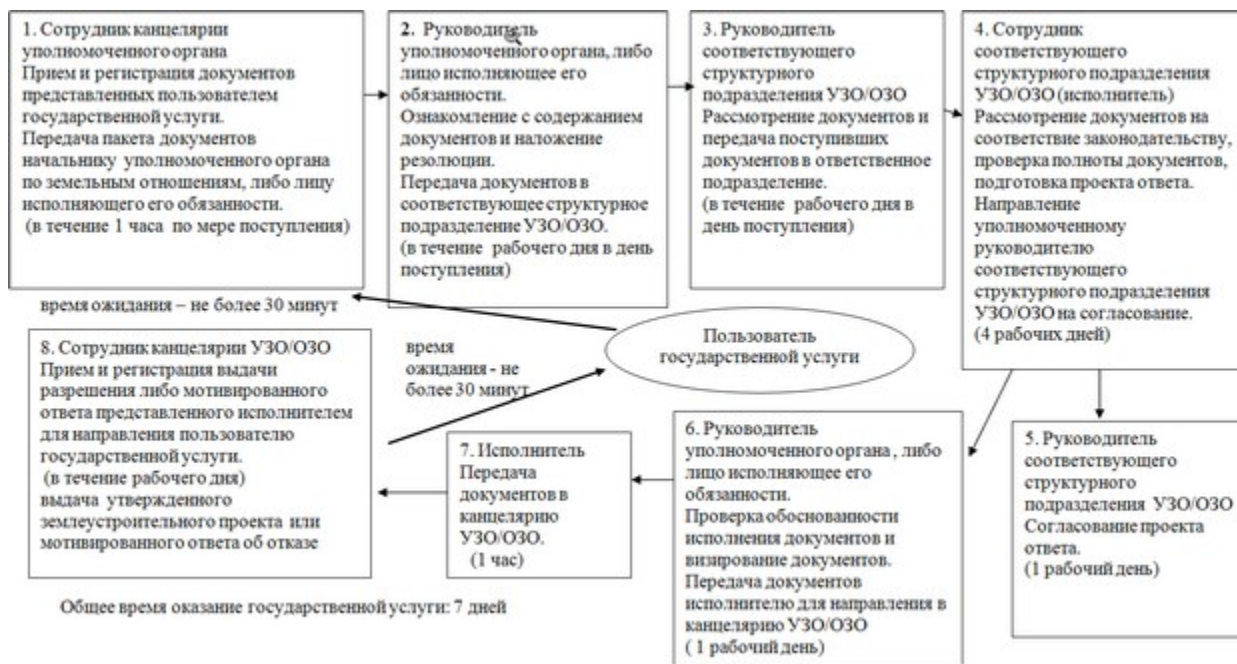 1. Сотрудник канцелярии
уполномоченного органа
Прием и регистрация документов
представленных пользователем
государственной услуги.
Передача пакета документов
начальнику уполномоченного органа
по земельным отношениям, либо лицу
исполняющего его обязанности.
(в течение 1 часа по мере поступления)
2. Руководитель
уполномоченного органа, либо
лицо исполняющее его
обязанности.
Ознакомление с содержанием
документов и наложение
резолюции.
Передача документов в
соответствующее структурное
подразделение УЗО/ОЗО.
(в течение рабочего дня в день
поступления)
3. Руководитель
соответствующего
структурного
подразделения УЗО/ОЗО
Рассмотрение документов и
передача поступивших
документов в ответственное
подразделение.
(в течение рабочего дня в
день поступления)
4. Сотрудник
соответствующего
структурного подразделения
УЗО/ОЗО (исполнитель)
Рассмотрение документов на
соответствие законодательству,
проверка полноты документов,
подготовка проекта ответа.
Направление
уполномоченному
руководителю
соответствующего
структурного подразделения
УЗО/ОЗО на согласование.
(4 рабочих дней)
время ожидания – не более 30 минут
Пользователь
государственной услуги
время
ожидания - не
более 30 минут
8. Сотрудник канцелярии УЗО/ОЗО
Прием и регистрация выдачи
разрешения либо мотивированного
ответа представленного исполнителем
для направления пользователю
государственной услуги.
(в течение рабочего дня)
выдача утвержденного
землеустроительного проекта или
мотивированного ответа об отказе
7. Исполнитель
Передача
документов в
канцелярию
УЗО/ОЗО.
(1 час)
6. Руководитель
уполномоченного органа , либо
лицо исполняющее его
обязанности.
Проверка обоснованности
исполнения документов и
визирование документов.
Передача документов
исполнителю для направления в
канцелярию УЗО/ОЗО
( 1 рабочий день)
5. Руководитель
соответствующего
структурного
подразделения УЗО/ОЗО
Согласование проекта
ответа.
(1 рабочий день)
Общее время оказание государственной услуги: 7 дней